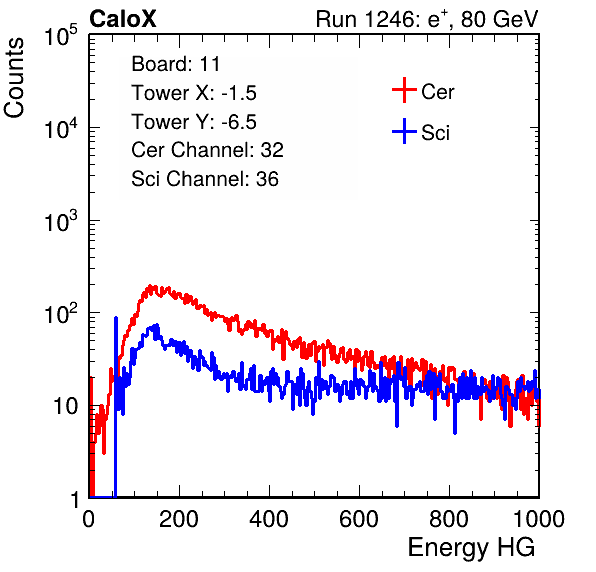 CaloX Run 1246: e⁺, 80 GeV
Counts
10⁵
10⁴
10³
10²
10
1
Board: 11
Tower X: -1.5
Tower Y: -6.5
Cer Channel: 32
Sci Channel: 36
Cer
Sci
0 200 400 600 800 1000
Energy HG